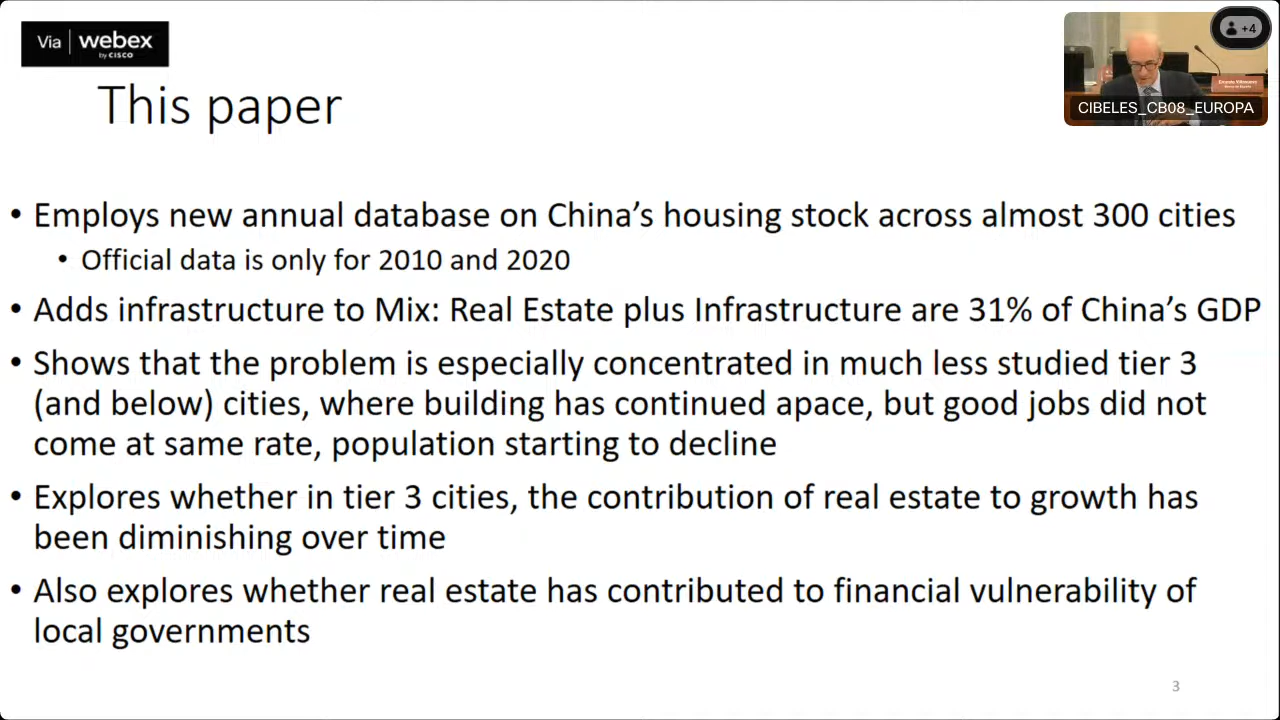 Via webex
by CISCO
+4
CIBELES_CB08_EUROPA
This paper
• Employs new annual database on China’s housing stock across almost 300 cities
• Official data is only for 2010 and 2020
• Adds infrastructure to Mix: Real Estate plus Infrastructure are 31% of China’s GDP
• Shows that the problem is especially concentrated in much less studied tier 3
(and below) cities, where building has continued apace, but good jobs did not
come at same rate, population starting to decline
• Explores whether in tier 3 cities, the contribution of real estate to growth has
been diminishing over time
• Also explores whether real estate has contributed to financial vulnerability of
local governments
3